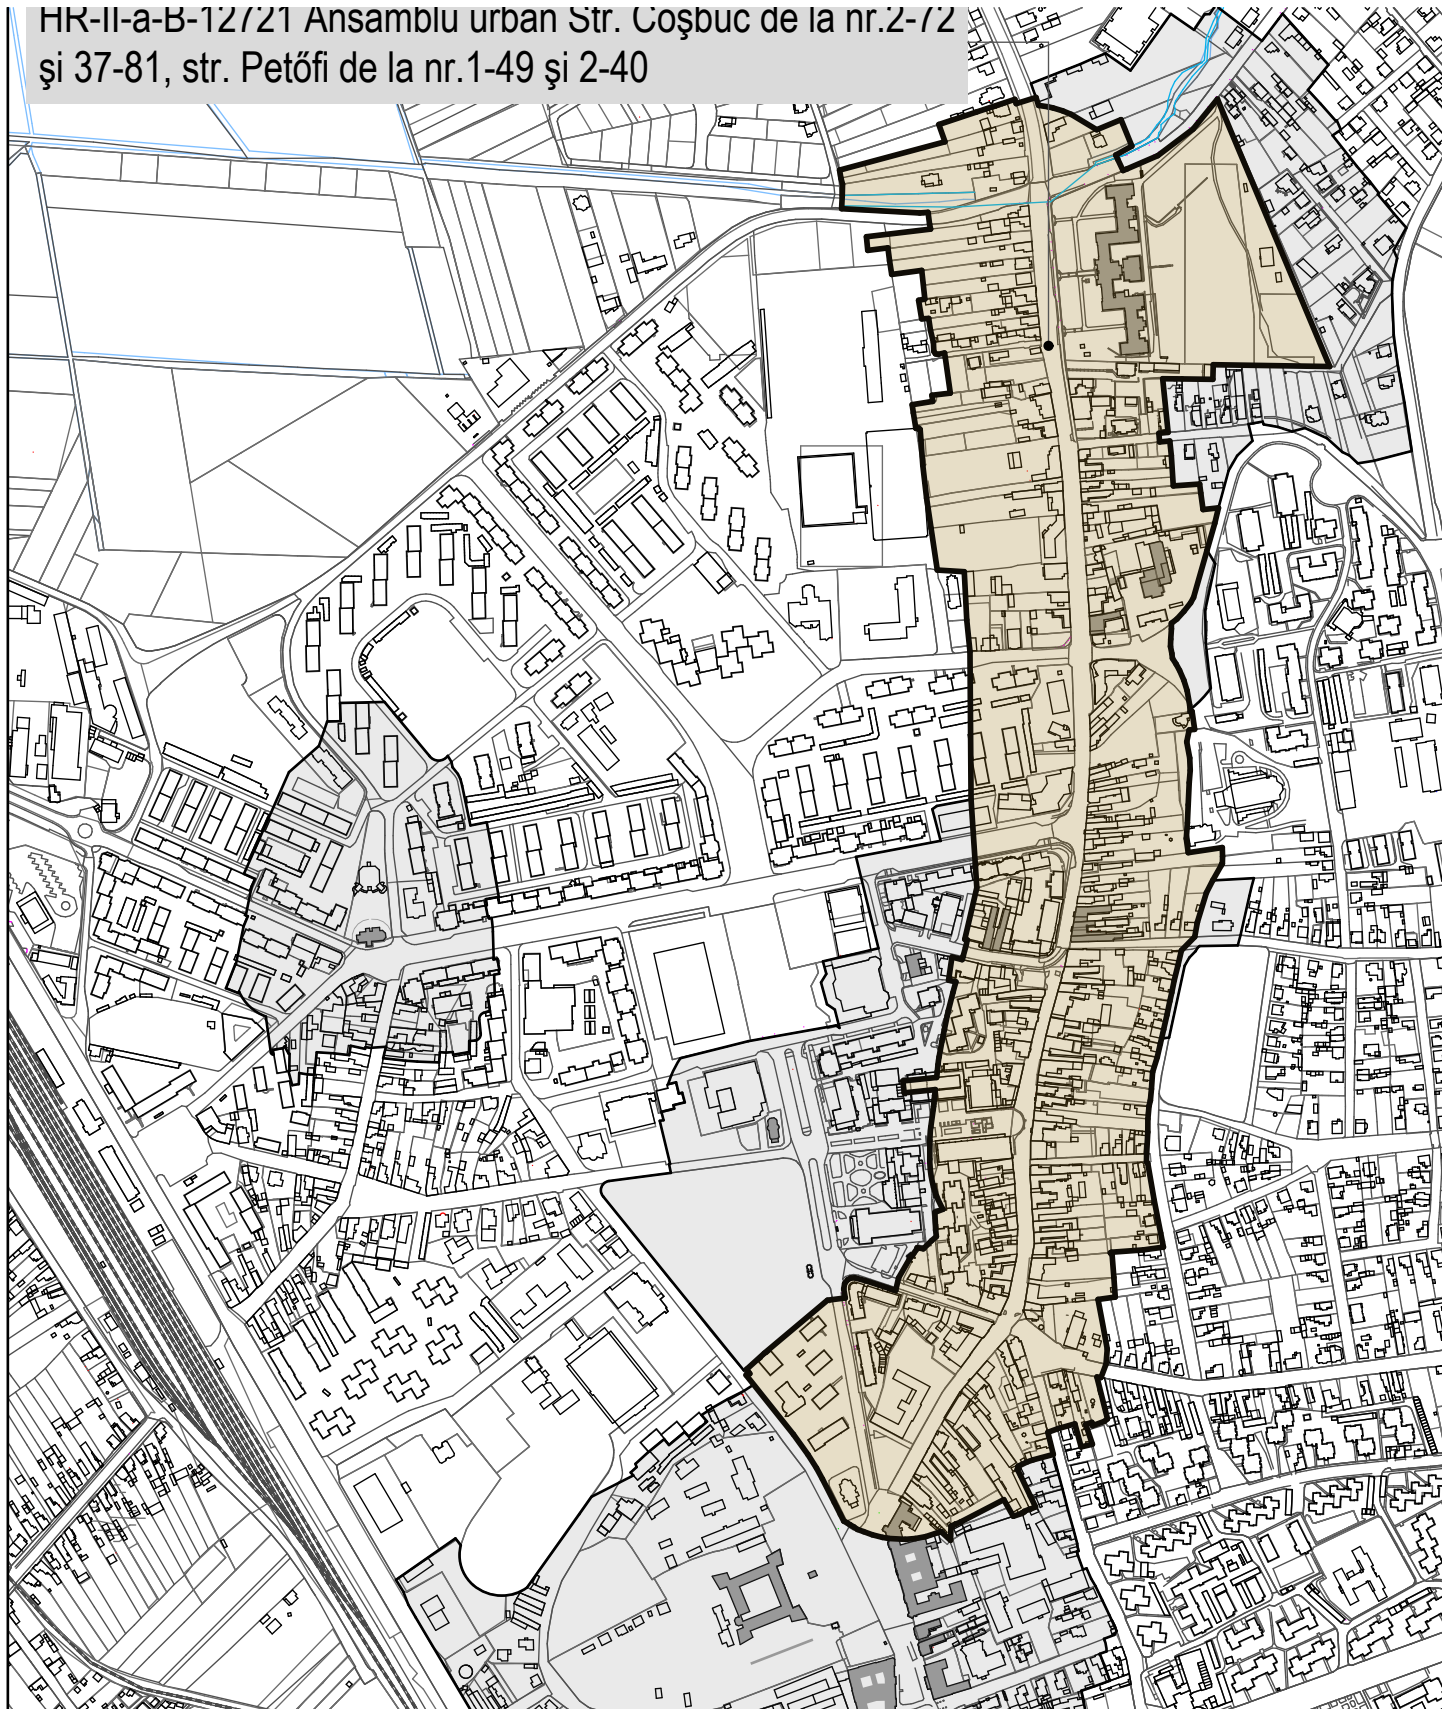 HR-II-a-B-12721 Ansamblu urban Str. Coşbuc de la nr.2-72
şi 37-81, str. Petőfi de la nr.1-49 şi 2-40